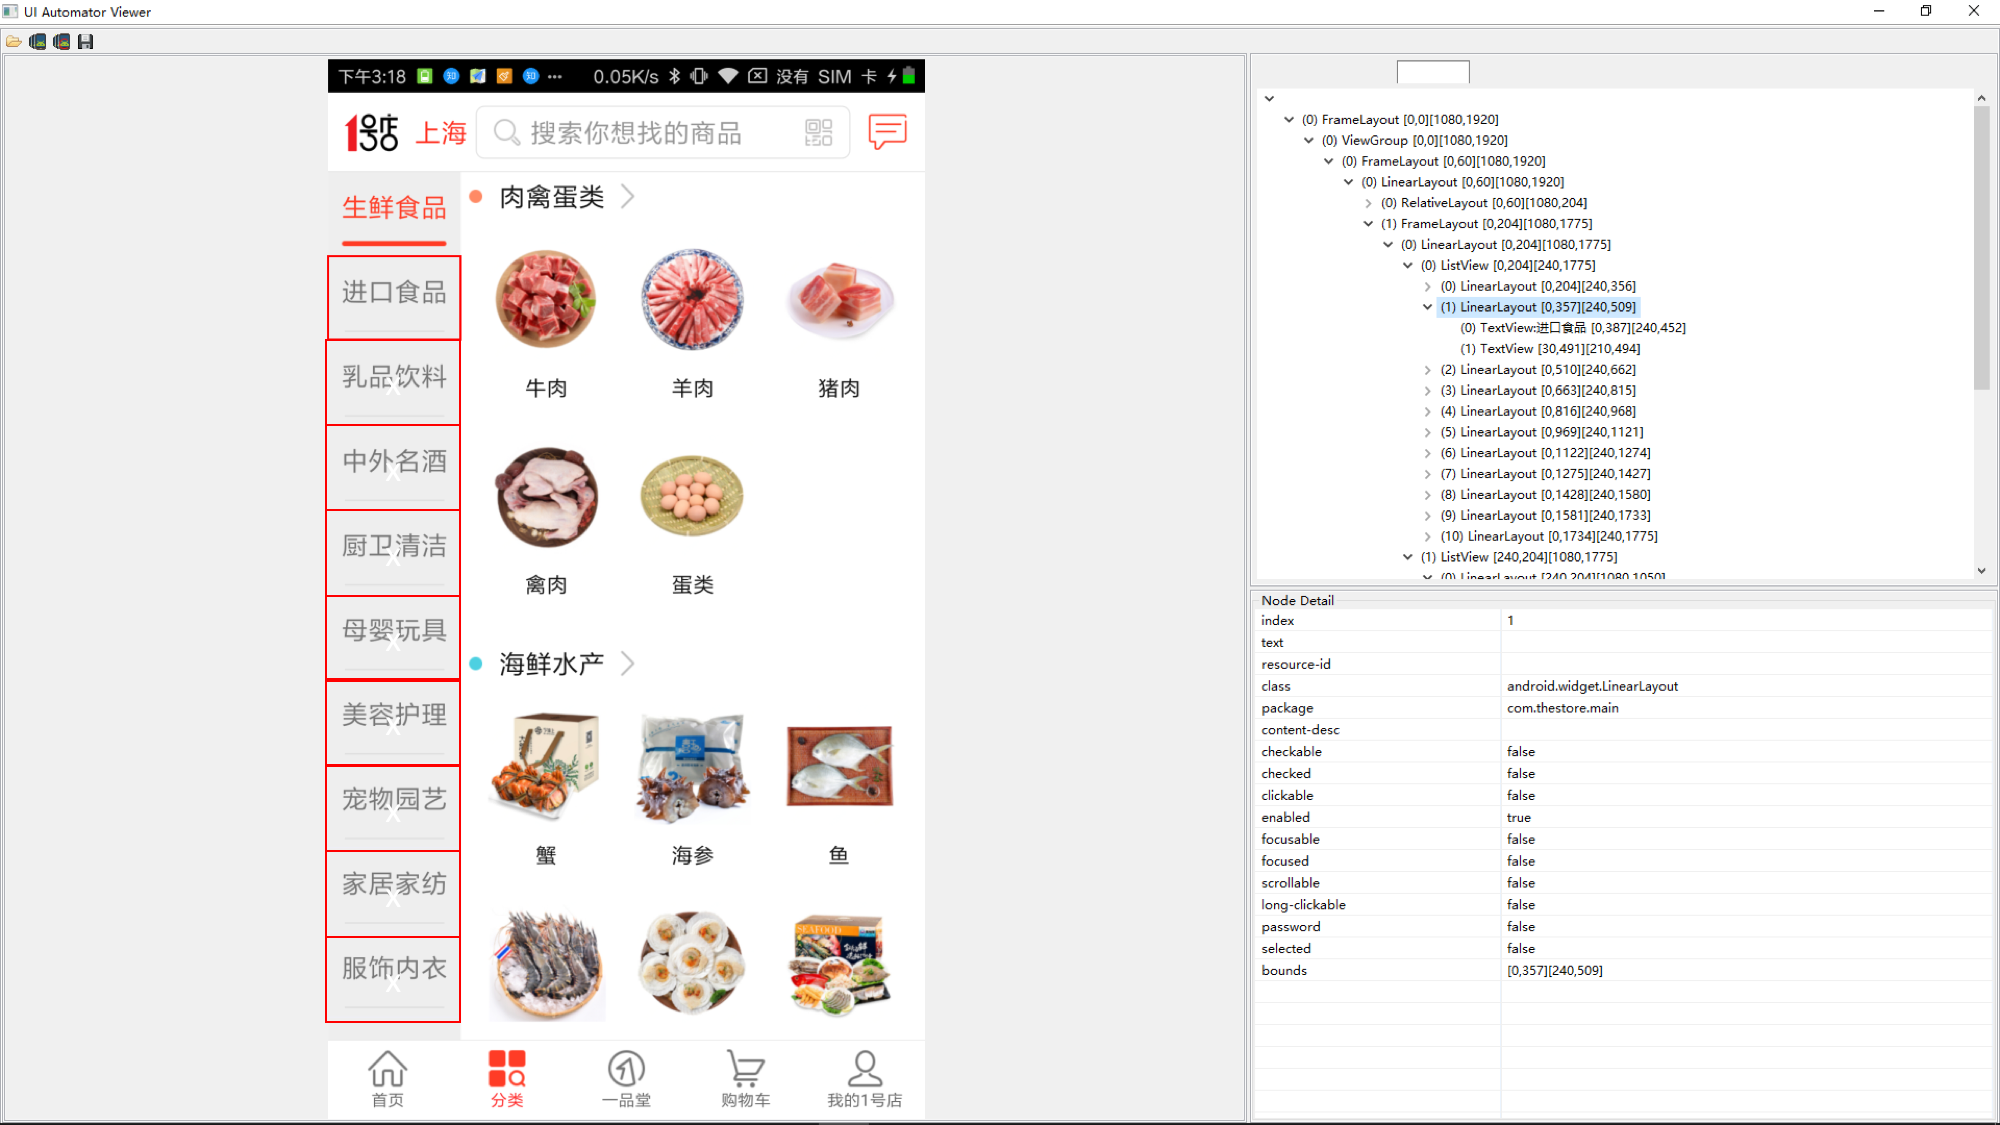 UI Automator Viewer
下午3:18 知 知 ... 0.05K/s 没有 SIM 卡
1号店 上海 搜索你想找的商品
生鲜食品
进口食品
乳品饮料
X
中外名酒
X
厨卫清洁
X
母婴玩具
X
美容护理
X
宠物园艺
X
家居家纺
X
服饰内衣
X
肉禽蛋类
牛肉 羊肉 猪肉
禽肉 蛋类
海鲜水产
蟹 海参 鱼
SEAFOOD
首页 分类 一品堂 购物车 我的1号店
(0) FrameLayout [0,0][1080,1920]
(0) ViewGroup [0,0][1080,1920]
(0) FrameLayout [0,60][1080,1920]
(0) LinearLayout [0,60][1080,1920]
(0) RelativeLayout [0,60][1080,204]
(1) FrameLayout [0,204][1080,1775]
(0) LinearLayout [0,204][1080,1775]
(0) ListView [0,204][240,1775]
(0) LinearLayout [0,204][240,356]
(1) LinearLayout [0,357][240,509]
(0) TextView:进口食品 [0,387][240,452]
(1) TextView [30,491][210,494]
(2) LinearLayout [0,510][240,662]
(3) LinearLayout [0,663][240,815]
(4) LinearLayout [0,816][240,968]
(5) LinearLayout [0,969][240,1121]
(6) LinearLayout [0,1122][240,1274]
(7) LinearLayout [0,1275][240,1427]
(8) LinearLayout [0,1428][240,1580]
(9) LinearLayout [0,1581][240,1733]
(10) LinearLayout [0,1734][240,1775]
(1) ListView [240,204][1080,1775]
(0) LinearLayout [240,204][1080,1050]
Node Detail
index 1
text
resource-id
class android.widget.LinearLayout
package com.thestore.main
content-desc
checkable false
checked false
clickable false
enabled true
focusable false
focused false
scrollable false
long-clickable false
password false
selected false
bounds [0,357][240,509]